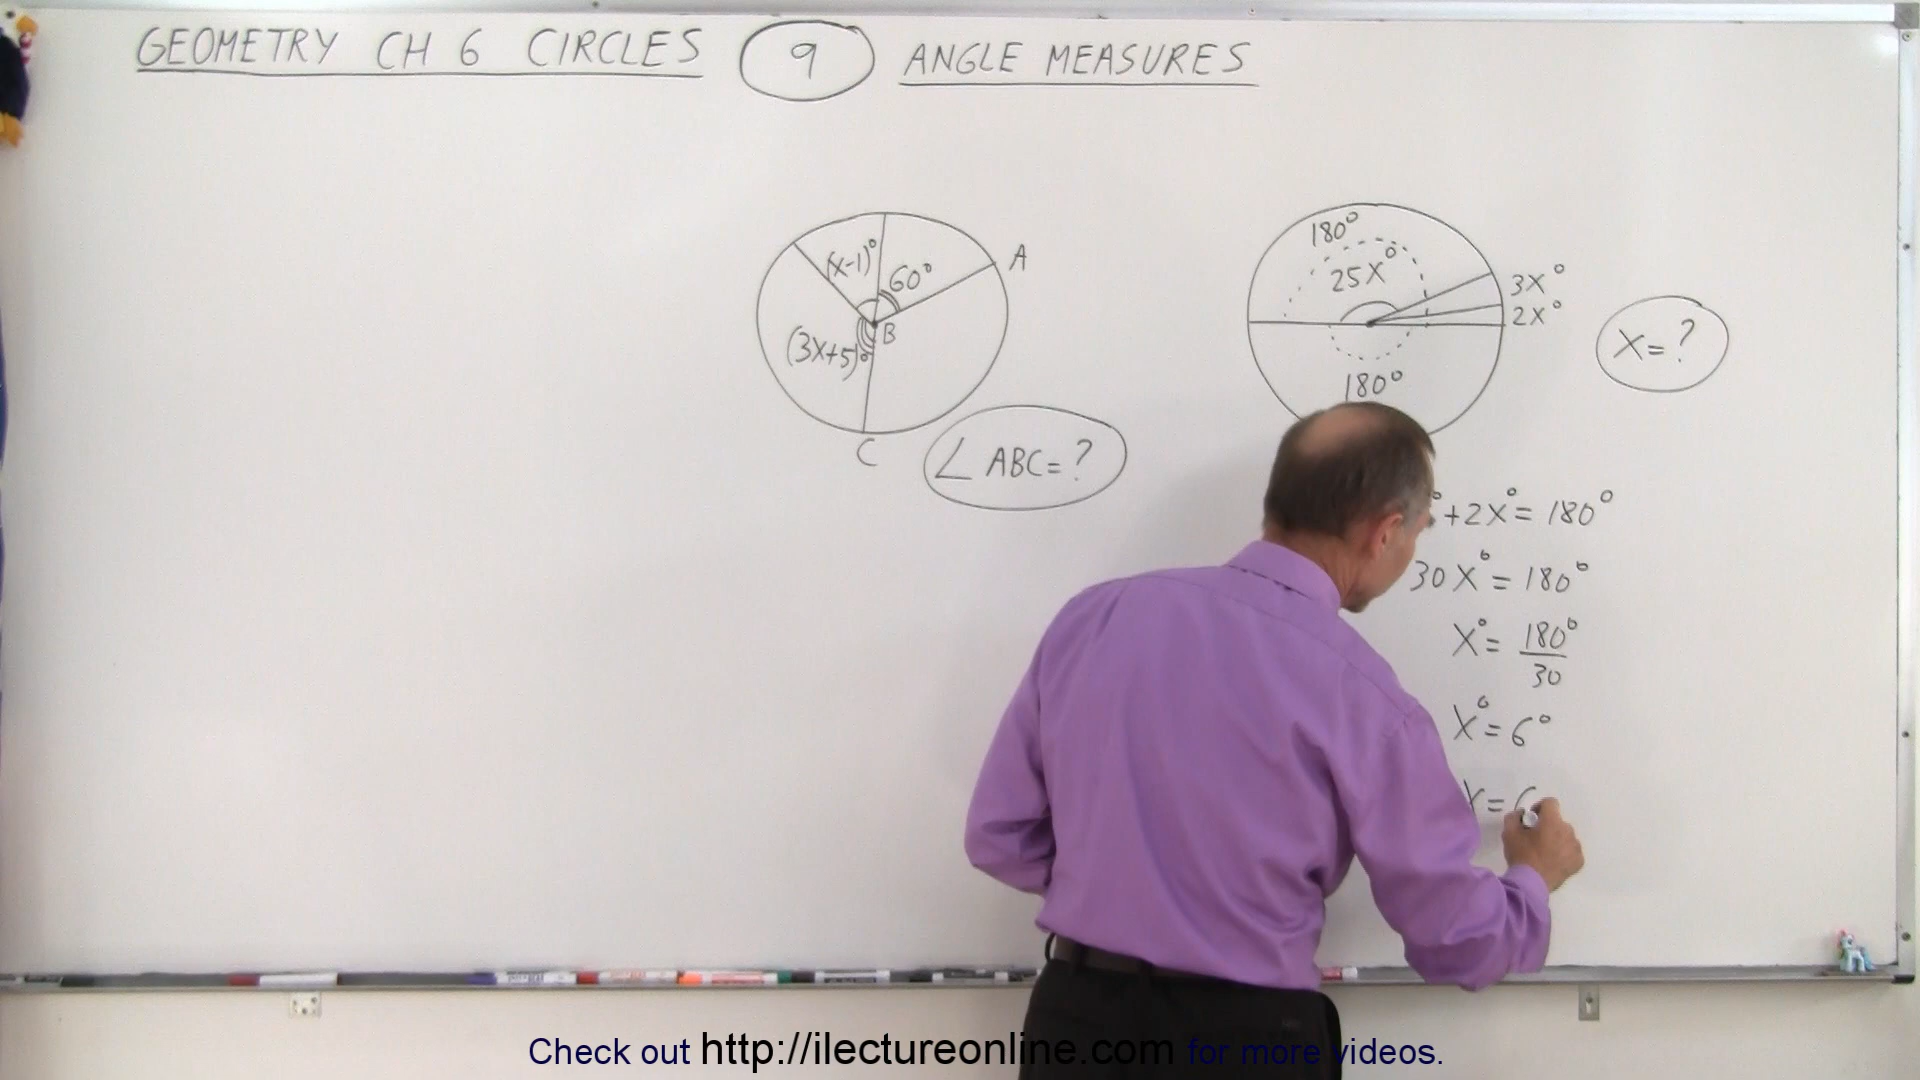 GEOMETRY CH 6 CIRCLES 9 ANGLE MEASURES
(x-1)°
60°
A
B
(3x+5)°
C
∠ ABC = ?
180°
25x°
3x°
2x°
180°
x = ?
° +2x° = 180°
30x° = 180°
x° = 180°
30
x° = 6°
x = 6
Check out http://ilectureonline.com for more videos.